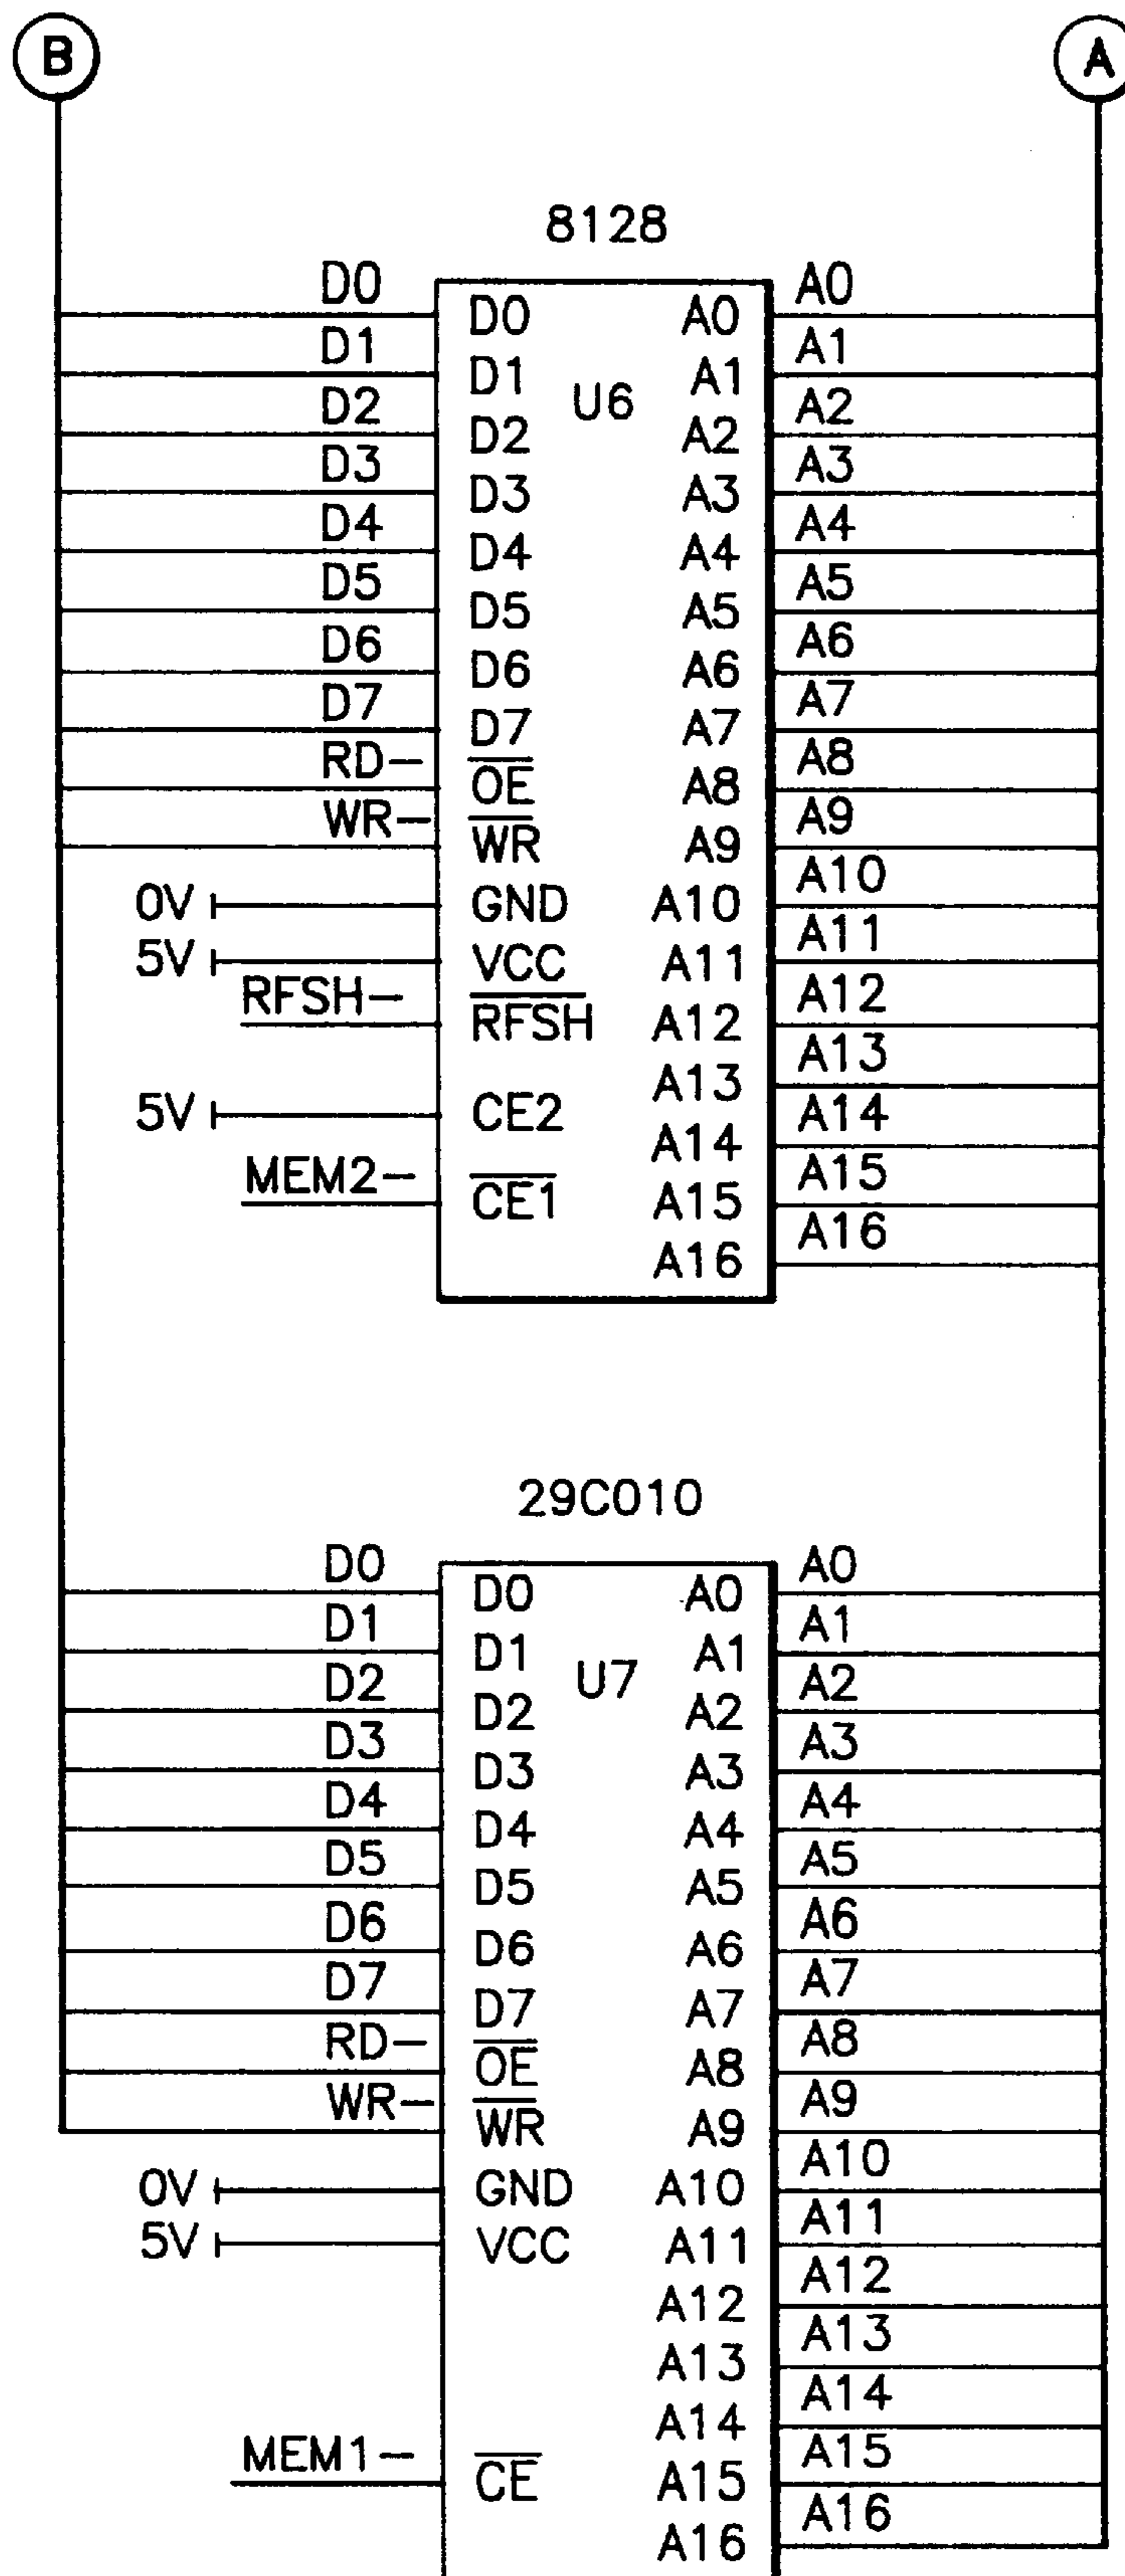 B A
8128
D0 D0 A0 A0
D1 D1 A1 A1
U6
D2 D2 A2 A2
D3 D3 A3 A3
D4 D4 A4 A4
D5 D5 A5 A5
D6 D6 A6 A6
D7 D7 A7 A7
RD- OE A8 A8
WR- WR A9 A9
0V GND A10 A10
5V VCC A11 A11
RFSH- RFSH A12 A12
A13 A13
5V CE2 A14 A14
MEM2- CE1 A15 A15
A16 A16
29C010
D0 D0 A0 A0
D1 D1 A1 A1
U7
D2 D2 A2 A2
D3 D3 A3 A3
D4 D4 A4 A4
D5 D5 A5 A5
D6 D6 A6 A6
D7 D7 A7 A7
RD- OE A8 A8
WR- WR A9 A9
0V GND A10 A10
5V VCC A11 A11
A12 A12
A13 A13
A14 A14
MEM1- CE A15 A15
A16 A16